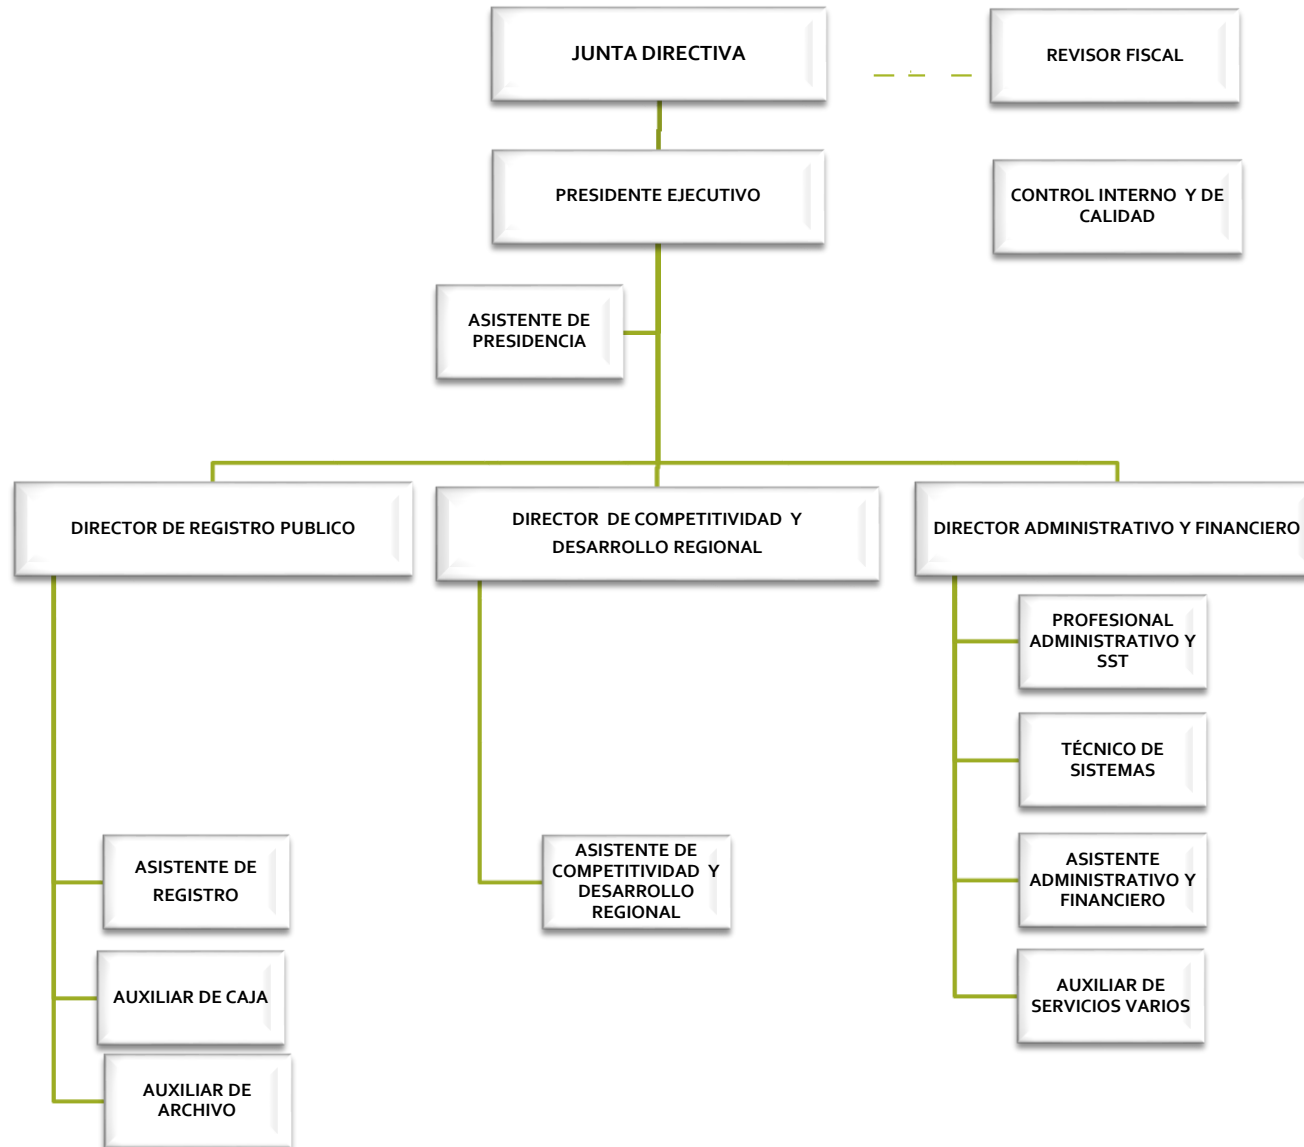 JUNTA DIRECTIVA
REVISOR FISCAL
PRESIDENTE EJECUTIVO
CONTROL INTERNO Y DE
CALIDAD
ASISTENTE DE
PRESIDENCIA
DIRECTOR DE REGISTRO PUBLICO
DIRECTOR DE COMPETITIVIDAD Y
DESARROLLO REGIONAL
DIRECTOR ADMINISTRATIVO Y FINANCIERO
PROFESIONAL
ADMINISTRATIVO Y
SST
TÉCNICO DE
SISTEMAS
ASISTENTE DE
REGISTRO
ASISTENTE DE
COMPETITIVIDAD Y
DESARROLLO
REGIONAL
ASISTENTE
ADMINISTRATIVO Y
FINANCIERO
AUXILIAR DE CAJA
AUXILIAR DE
SERVICIOS VARIOS
AUXILIAR DE
ARCHIVO